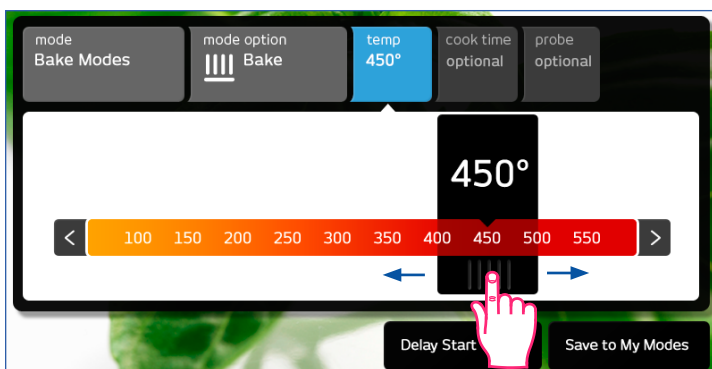 mode
Bake Modes
mode option
Bake
temp
450°
cook time
optional
probe
optional
450°
< 100 150 200 250 300 350 400 450 500 550 >
Delay Start
Save to My Modes